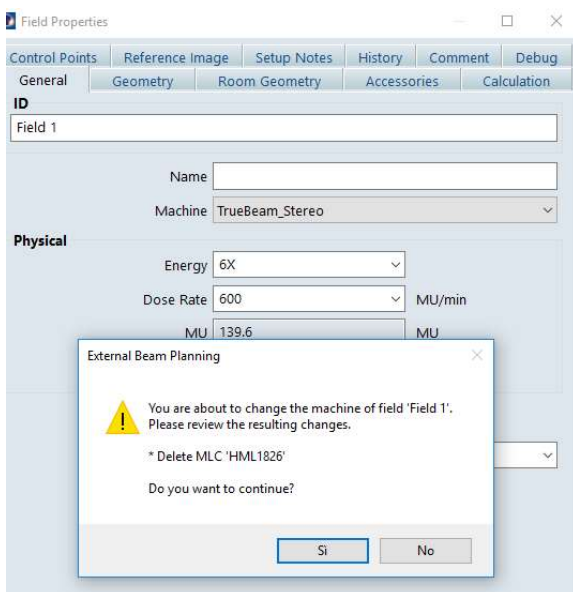 Field Properties
Control Points Reference Image Setup Notes History Comment Debug
General Geometry Room Geometry Accessories Calculation
ID
Field 1
Name
Machine TrueBeam_Stereo
Physical
Energy 6X
Dose Rate 600 MU/min
MU 139.6 MU
External Beam Planning
You are about to change the machine of field 'Field 1'.
Please review the resulting changes.
* Delete MLC 'HML1826'
Do you want to continue?
Sì No